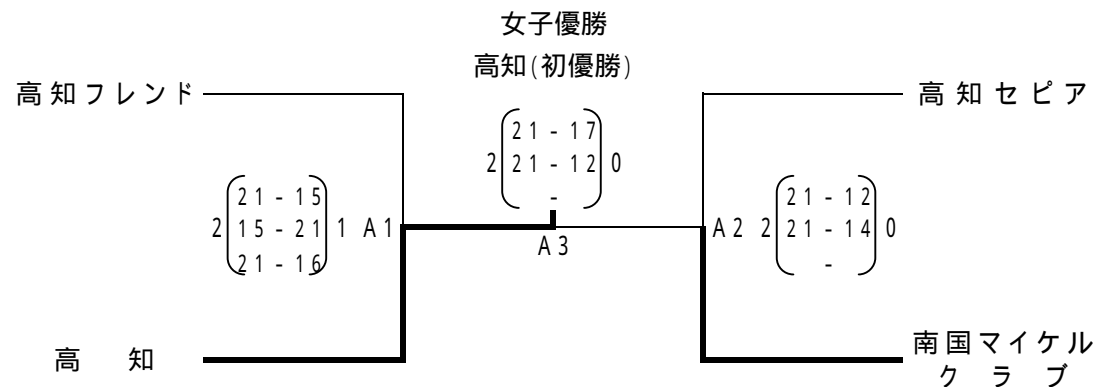 女子優勝
高知(初優勝)
高知フレンド
高知セピア
21 - 17
2 21 - 12 0
-
21 - 15
2 15 - 21 1 A1
21 - 16
21 - 12
A2 2 21 - 14 0
-
A3
高 知
南国マイケル
クラブ